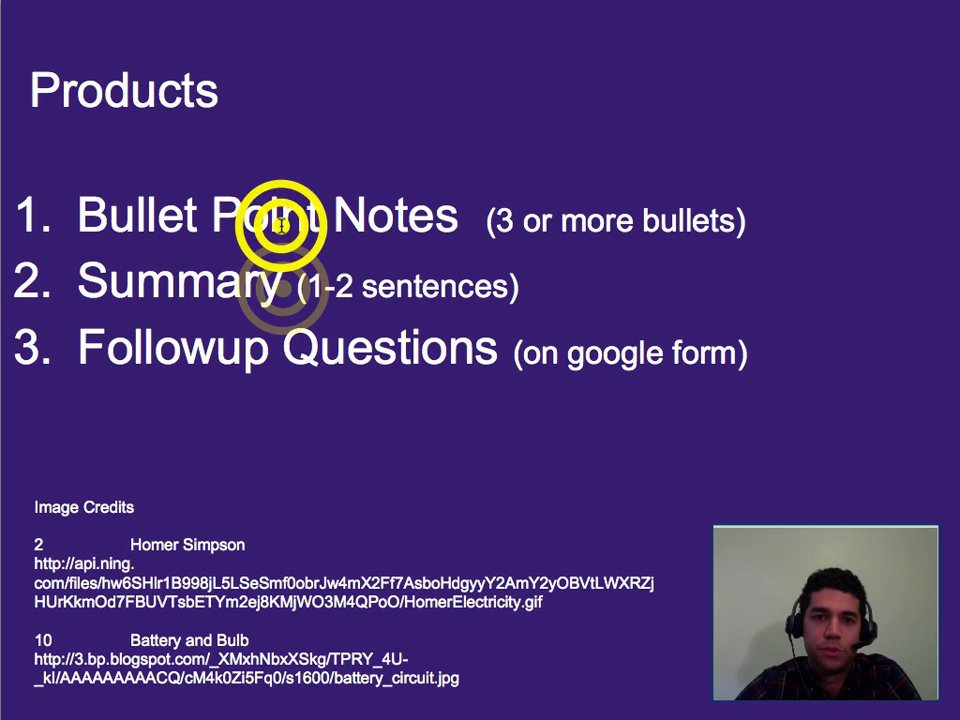 Products
1. Bullet Point Notes (3 or more bullets)
2. Summary (1-2 sentences)
3. Followup Questions (on google form)
Image Credits
2 Homer Simpson
http://api.ning.
com/files/hw6SHlr1B998jL5LSeSmf0obrJw4mX2Ff7AsboHdgyyY2AmY2yOBVtLWXRZj
HUrKkmOd7FBUVTsbETYm2ej8KMjWO3M4QPoO/HomerElectricity.gif
10 Battery and Bulb
http://3.bp.blogspot.com/_XMxhNbxXSkg/TPRY_4U-
_kI/AAAAAAAAACQ/cM4k0Zi5Fq0/s1600/battery_circuit.jpg